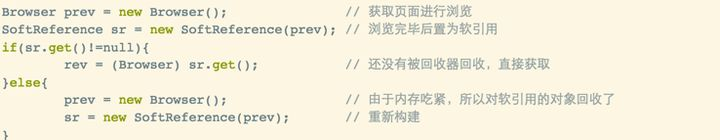 Browser prev = new Browser();               // 获取页面进行浏览
SoftReference sr = new SoftReference(prev); // 浏览完毕后置为软引用
if(sr.get()!=null){
        rev = (Browser) sr.get();           // 还没有被回收器回收，直接获取
}else{
        prev = new Browser();               // 由于内存吃紧，所以对软引用的对象回收了
        sr = new SoftReference(prev);       // 重新构建
}